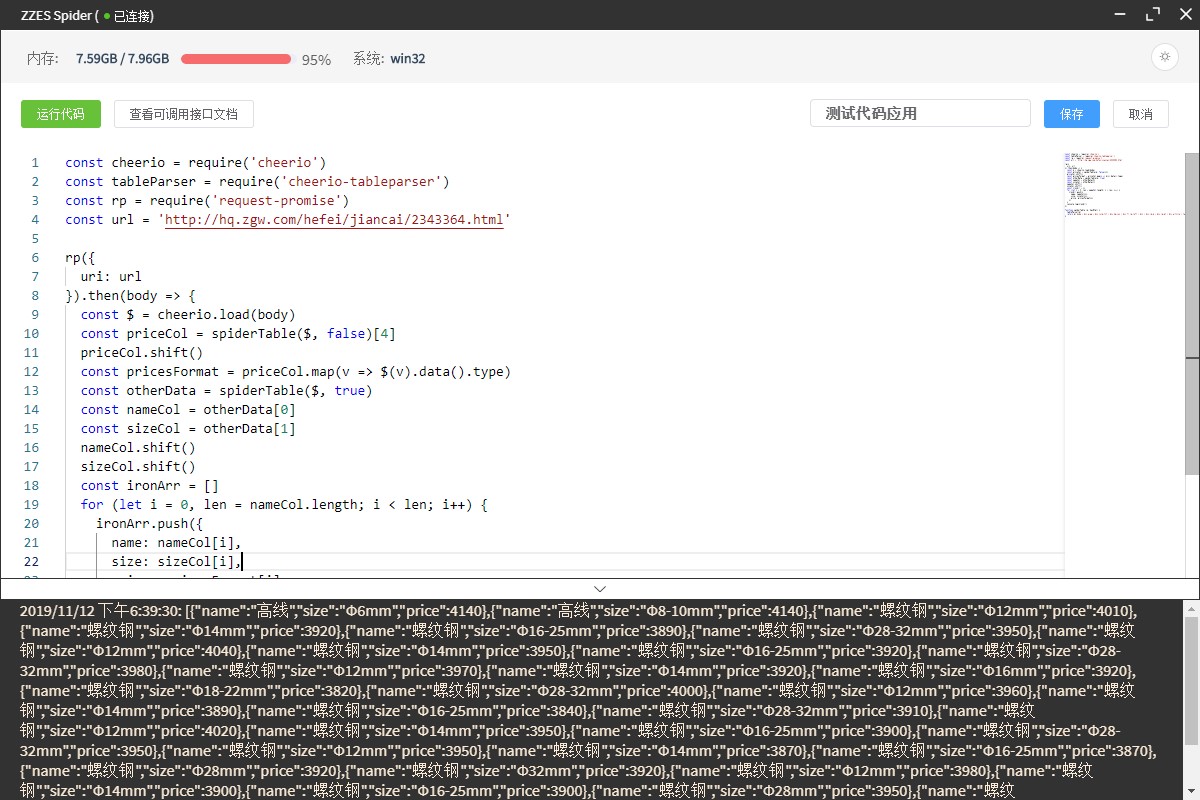 ZZES Spider ( ● 已连接)
内存: 7.59GB / 7.96GB 95% 系统: win32
运行代码 查看可调用接口文档 测试代码应用 保存 取消
1 const cheerio = require('cheerio')
2 const tableParser = require('cheerio-tableparser')
3 const rp = require('request-promise')
4 const url = 'http://hq.zgw.com/hefei/jiancai/2343364.html'
5
6 rp({
7 uri: url
8 }).then(body => {
9 const $ = cheerio.load(body)
10 const priceCol = spiderTable($, false)[4]
11 priceCol.shift()
12 const pricesFormat = priceCol.map(v => $(v).data().type)
13 const otherData = spiderTable($, true)
14 const nameCol = otherData[0]
15 const sizeCol = otherData[1]
16 nameCol.shift()
17 sizeCol.shift()
18 const ironArr = []
19 for (let i = 0, len = nameCol.length; i < len; i++) {
20 ironArr.push({
21 name: nameCol[i],
22 size: sizeCol[i],
2019/11/12 下午6:39:30: [{"name":"高线","size":"Φ6mm","price":4140},{"name":"高线","size":"Φ8-10mm","price":4140},{"name":"螺纹钢","size":"Φ12mm","price":4010},
{"name":"螺纹钢","size":"Φ14mm","price":3920},{"name":"螺纹钢","size":"Φ16-25mm","price":3890},{"name":"螺纹钢","size":"Φ28-32mm","price":3950},{"name":"螺纹
钢","size":"Φ12mm","price":4040},{"name":"螺纹钢","size":"Φ14mm","price":3950},{"name":"螺纹钢","size":"Φ16-25mm","price":3920},{"name":"螺纹钢","size":"Φ28-
32mm","price":3980},{"name":"螺纹钢","size":"Φ12mm","price":3970},{"name":"螺纹钢","size":"Φ14mm","price":3920},{"name":"螺纹钢","size":"Φ16mm","price":3920},
{"name":"螺纹钢","size":"Φ18-22mm","price":3820},{"name":"螺纹钢","size":"Φ28-32mm","price":4000},{"name":"螺纹钢","size":"Φ12mm","price":3960},{"name":"螺纹
钢","size":"Φ14mm","price":3890},{"name":"螺纹钢","size":"Φ16-25mm","price":3840},{"name":"螺纹钢","size":"Φ28-32mm","price":3910},{"name":"螺纹
钢","size":"Φ12mm","price":4020},{"name":"螺纹钢","size":"Φ14mm","price":3950},{"name":"螺纹钢","size":"Φ16-25mm","price":3900},{"name":"螺纹钢","size":"Φ28-
32mm","price":3950},{"name":"螺纹钢","size":"Φ12mm","price":3950},{"name":"螺纹钢","size":"Φ14mm","price":3870},{"name":"螺纹钢","size":"Φ16-25mm","price":3870},
{"name":"螺纹钢","size":"Φ28mm","price":3920},{"name":"螺纹钢","size":"Φ32mm","price":3920},{"name":"螺纹钢","size":"Φ12mm","price":3980},{"name":"螺纹
钢","size":"Φ14mm","price":3900},{"name":"螺纹钢","size":"Φ16-25mm","price":3900},{"name":"螺纹钢","size":"Φ28mm","price":3950},{"name":"螺纹